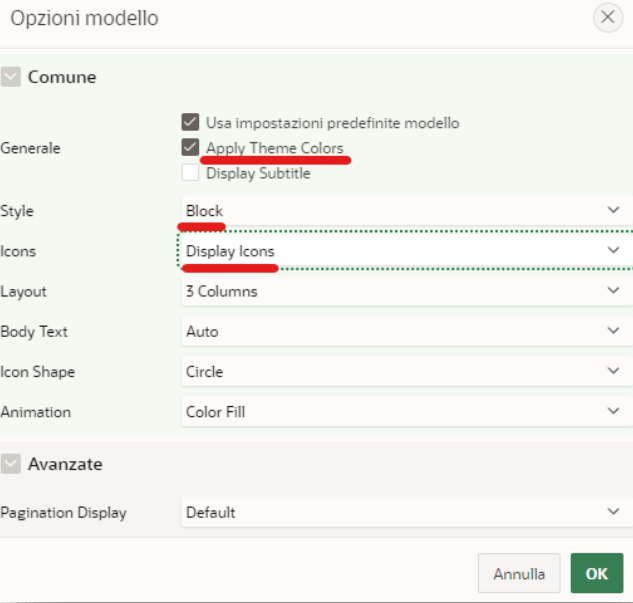 Opzioni modello
Comune
Usa impostazioni predefinite modello
Generale
Apply Theme Colors
Display Subtitle
Style
Block
Icons
Display Icons
Layout
3 Columns
Body Text
Auto
Icon Shape
Circle
Animation
Color Fill
Avanzate
Pagination Display
Default
Annulla
OK